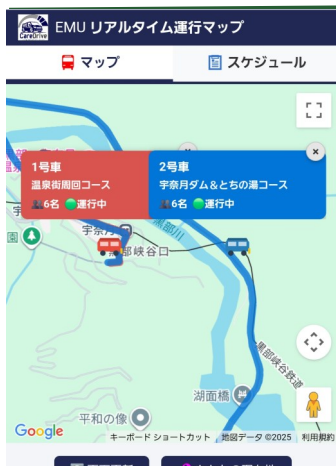 CareDrive
EMU リアルタイム運行マップ
マップ
スケジュール
1号車
温泉街周回コース
6名 運行中
2号車
宇奈月ダム＆とちの湯コース
6名 運行中
×
宇奈月
黒部峡谷口
黒部川
園
黒部峡谷鉄道
湖面橋
平和の像
Google
キーボード ショートカット
地図データ ©2025
利用規約